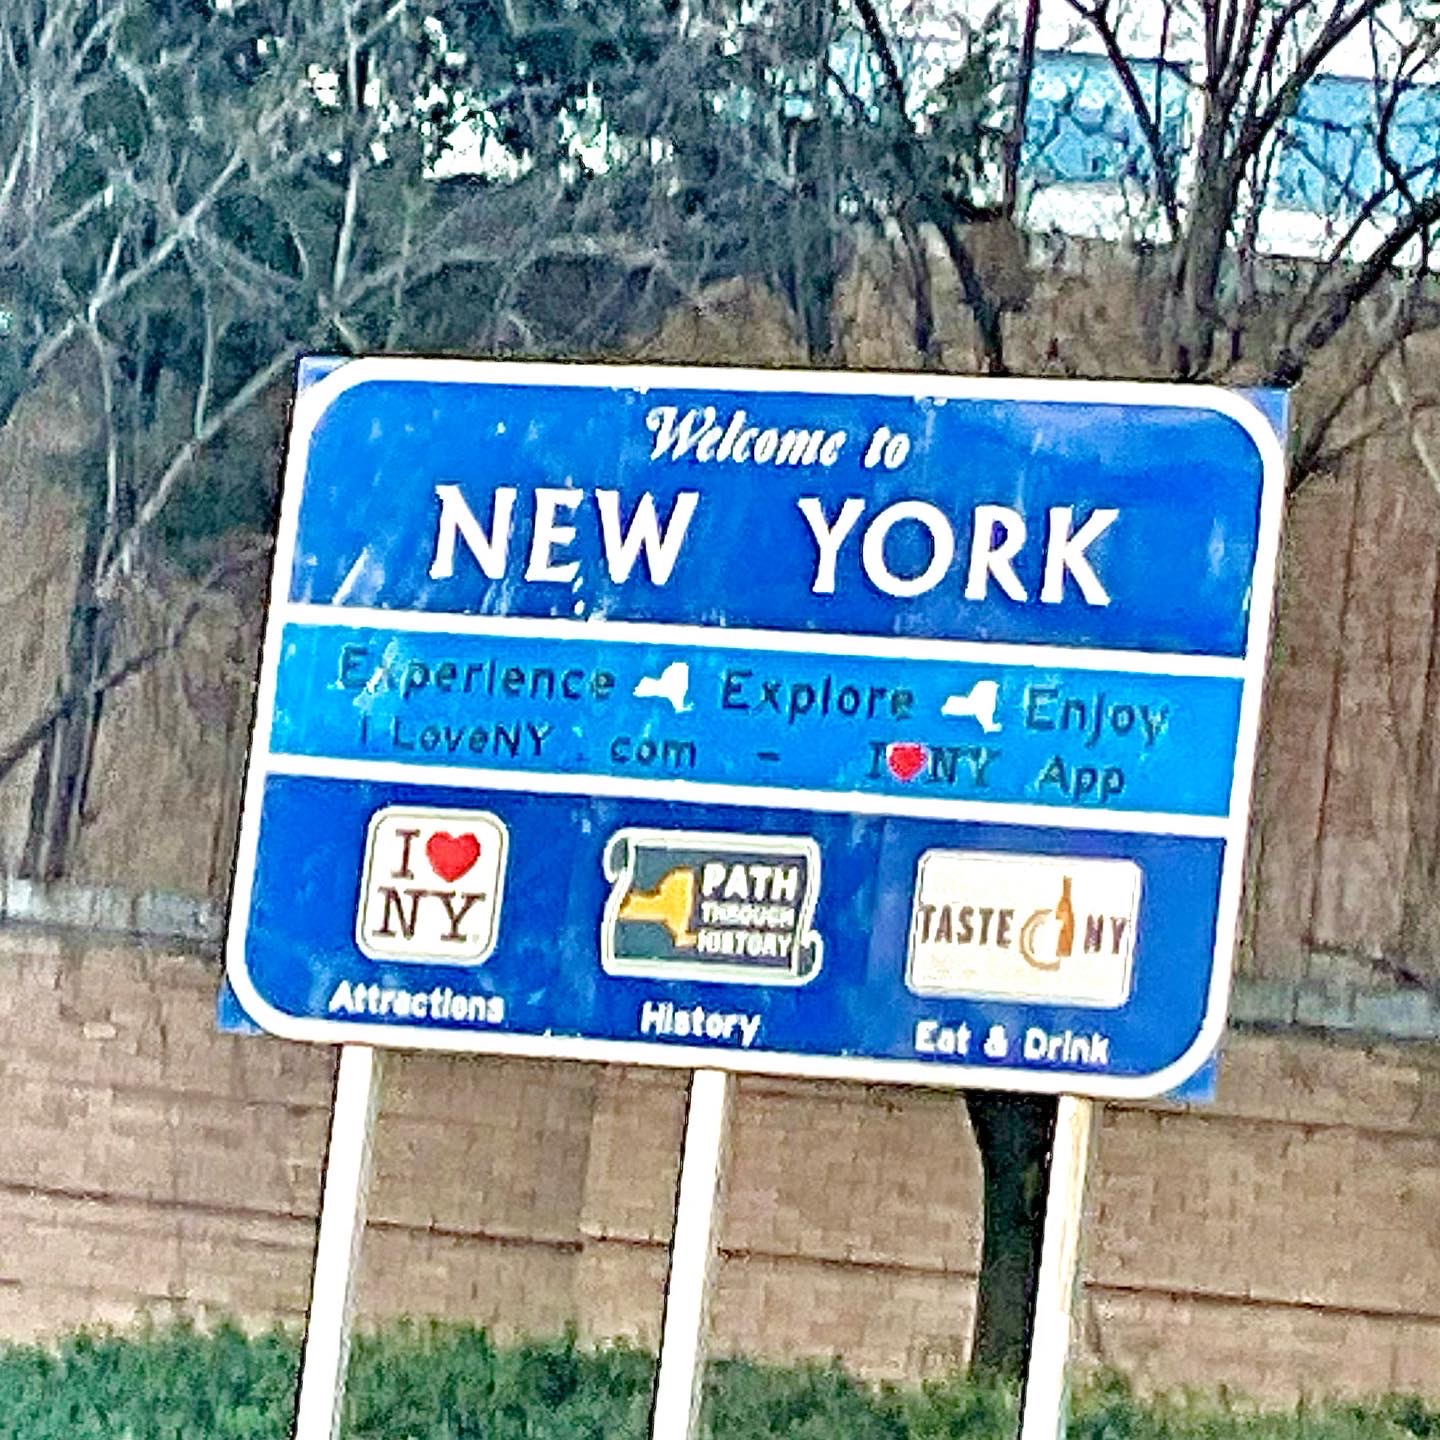 Welcome to
NEW YORK
Experience Explore Enjoy
I LoveNY . com - I ❤ NY App
I ❤
NY
Attractions
PATH
THROUGH
HISTORY
History
TASTE NY
Eat & Drink